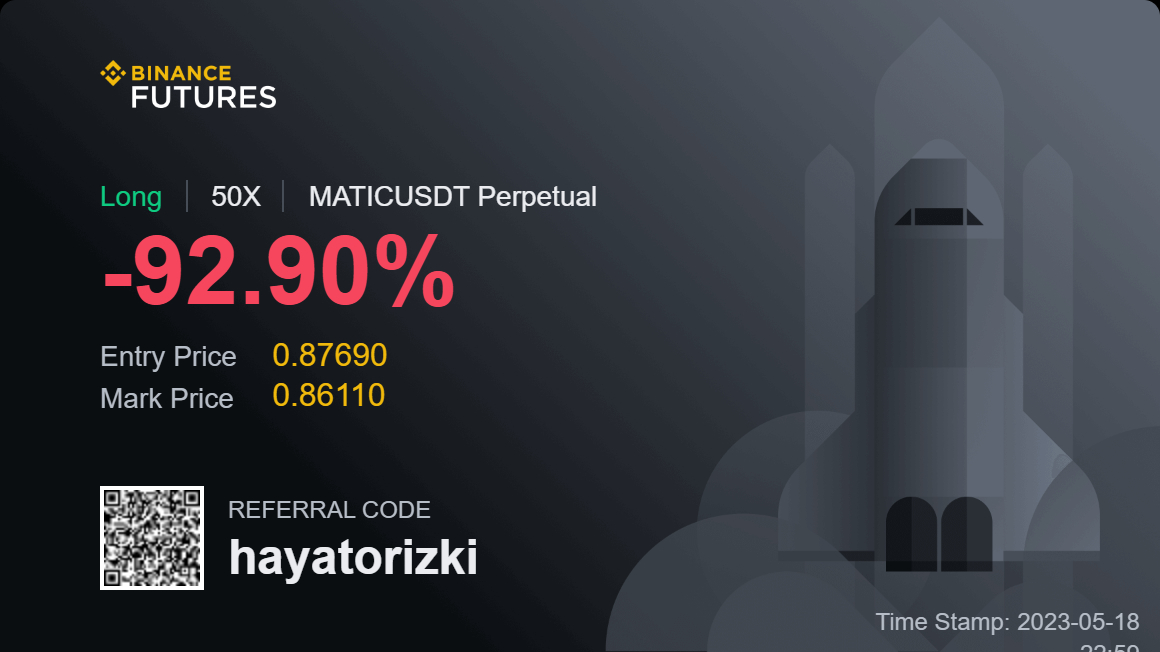 BINANCE
FUTURES
Long | 50X | MATICUSDT Perpetual
-92.90%
Entry Price 0.87690
Mark Price 0.86110
REFERRAL CODE
hayatorizki
Time Stamp: 2023-05-18